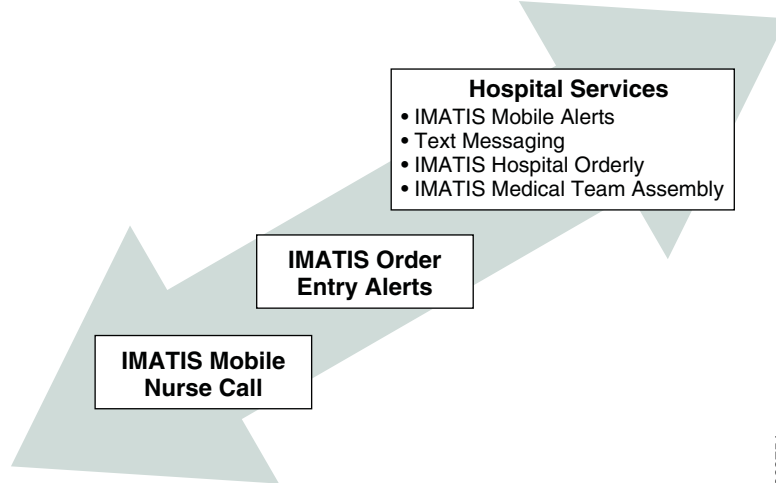 Hospital Services
• IMATIS Mobile Alerts
• Text Messaging
• IMATIS Hospital Orderly
• IMATIS Medical Team Assembly
IMATIS Order
Entry Alerts
IMATIS Mobile
Nurse Call